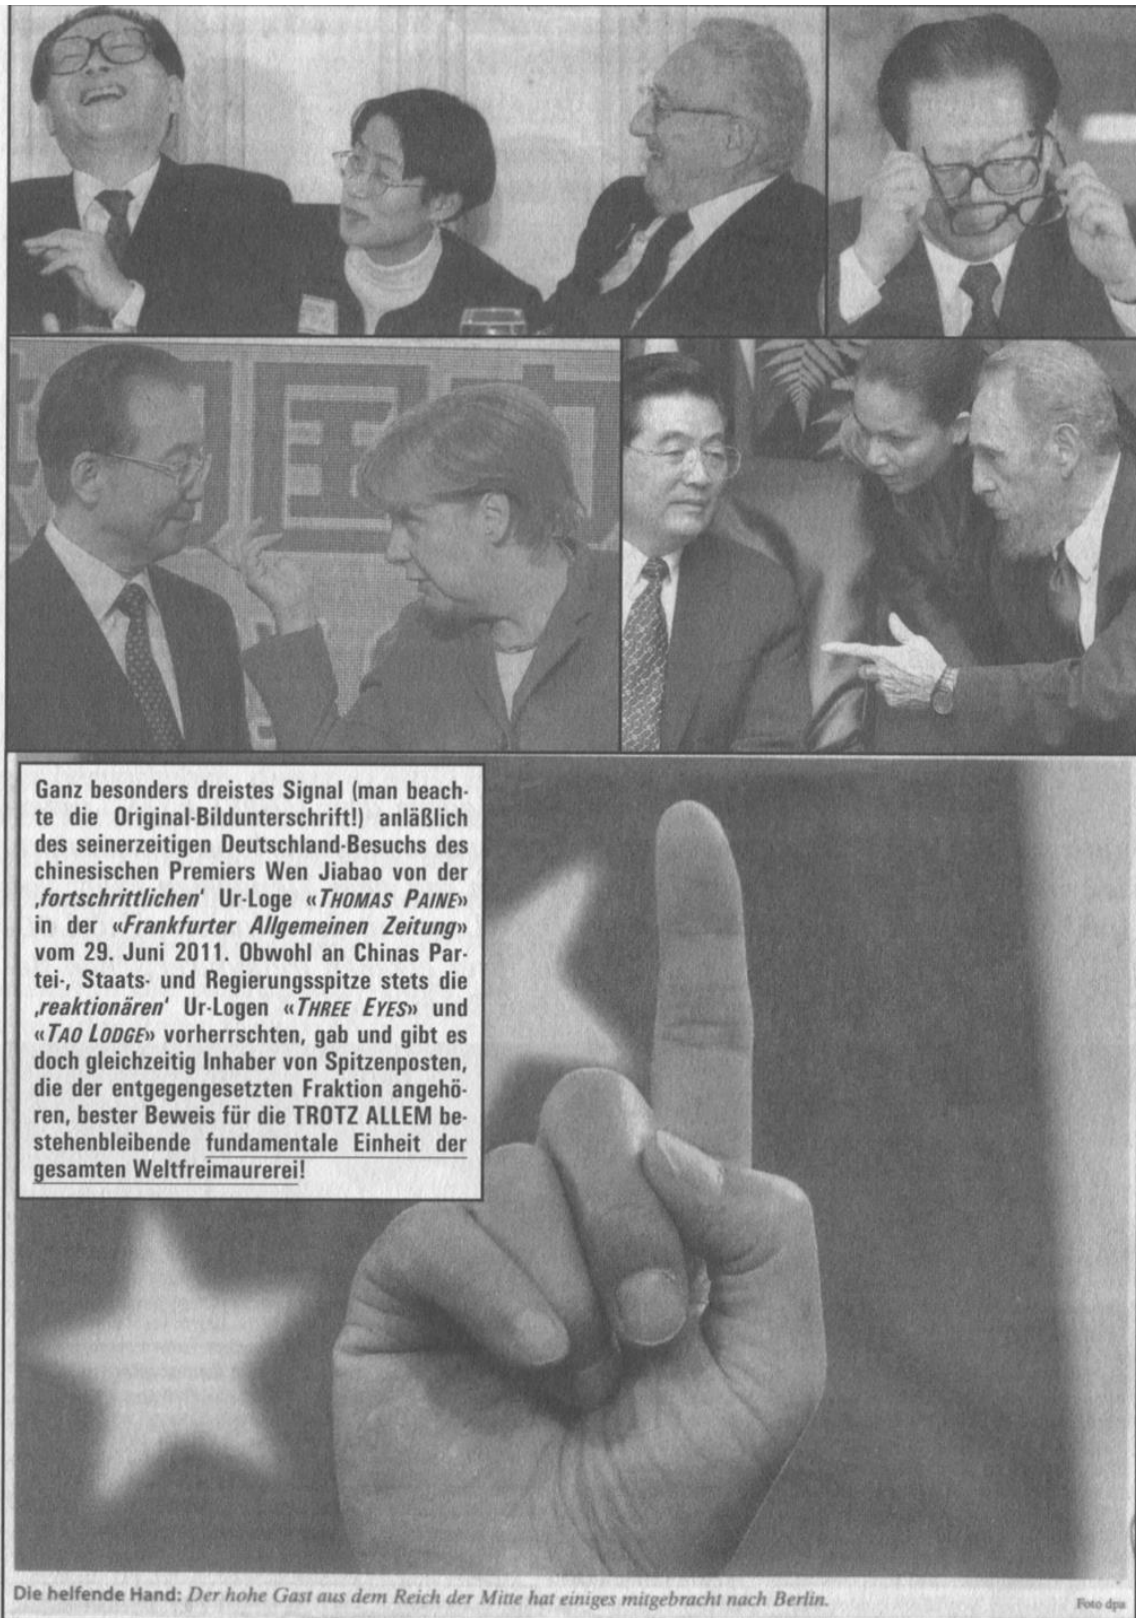 国
Ganz besonders dreistes Signal (man beach-
te die Original-Bildunterschrift!) anläßlich
des seinerzeitigen Deutschland-Besuchs des
chinesischen Premiers Wen Jiabao von der
‚fortschrittlichen' Ur-Loge «THOMAS PAINE»
in der «Frankfurter Allgemeinen Zeitung»
vom 29. Juni 2011. Obwohl an Chinas Par-
tei-, Staats- und Regierungsspitze stets die
‚reaktionären' Ur-Logen «THREE EYES» und
«TAO LODGE» vorherrschten, gab und gibt es
doch gleichzeitig Inhaber von Spitzenposten,
die der entgegengesetzten Fraktion angehö-
ren, bester Beweis für die TROTZ ALLEM be-
stehenbleibende fundamentale Einheit der
gesamten Weltfreimaurerei!
Die helfende Hand: Der hohe Gast aus dem Reich der Mitte hat einiges mitgebracht nach Berlin.
Foto dpa